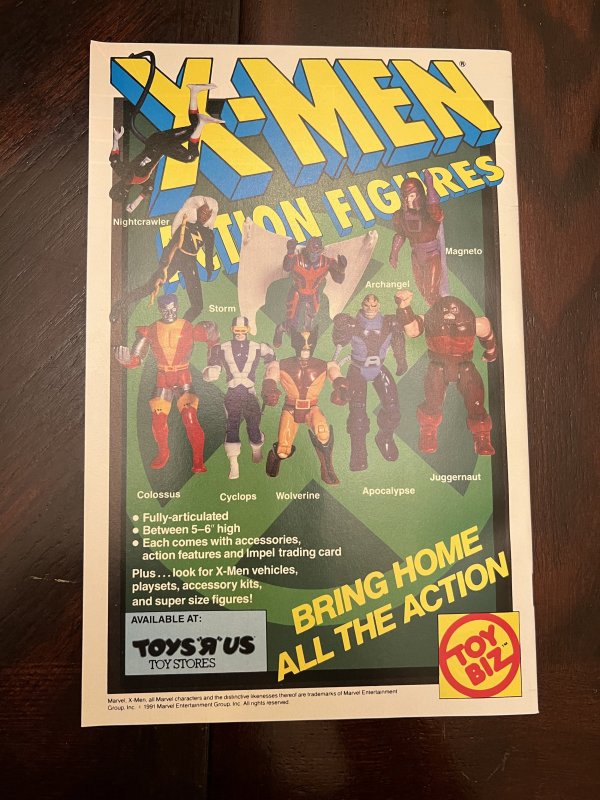 X-MEN®
ACTION FIGURES
Nightcrawler
Magneto
Archangel
Storm
Colossus
Cyclops
Wolverine
Apocalypse
Juggernaut
• Fully-articulated
• Between 5–6" high
• Each comes with accessories,
action features and Impel trading card
Plus...look for X-Men vehicles,
playsets, accessory kits,
and super size figures!
BRING HOME
ALL THE ACTION
AVAILABLE AT:
TOYS"R"US
TOY STORES
TOY
BIZ
Marvel, X-Men, all Marvel characters and the distinctive likenesses thereof are trademarks of Marvel Entertainment
Group, Inc. © 1991 Marvel Entertainment Group, Inc. All rights reserved.